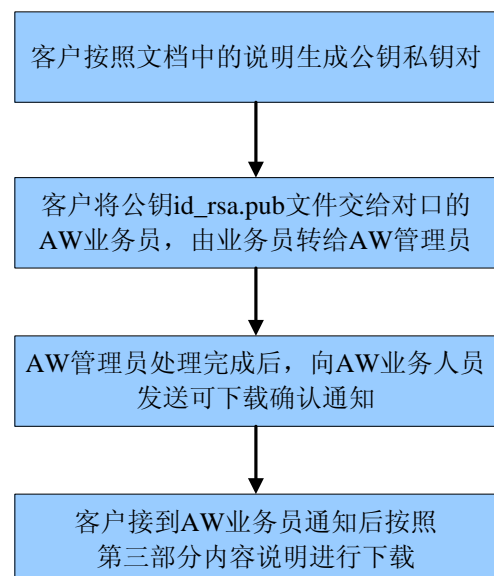 客户按照文档中的说明生成公钥私钥对
客户将公钥id_rsa.pub文件交给对口的
AW业务员，由业务员转给AW管理员
AW管理员处理完成后，向AW业务人员
发送可下载确认通知
客户接到AW业务员通知后按照
第三部分内容说明进行下载